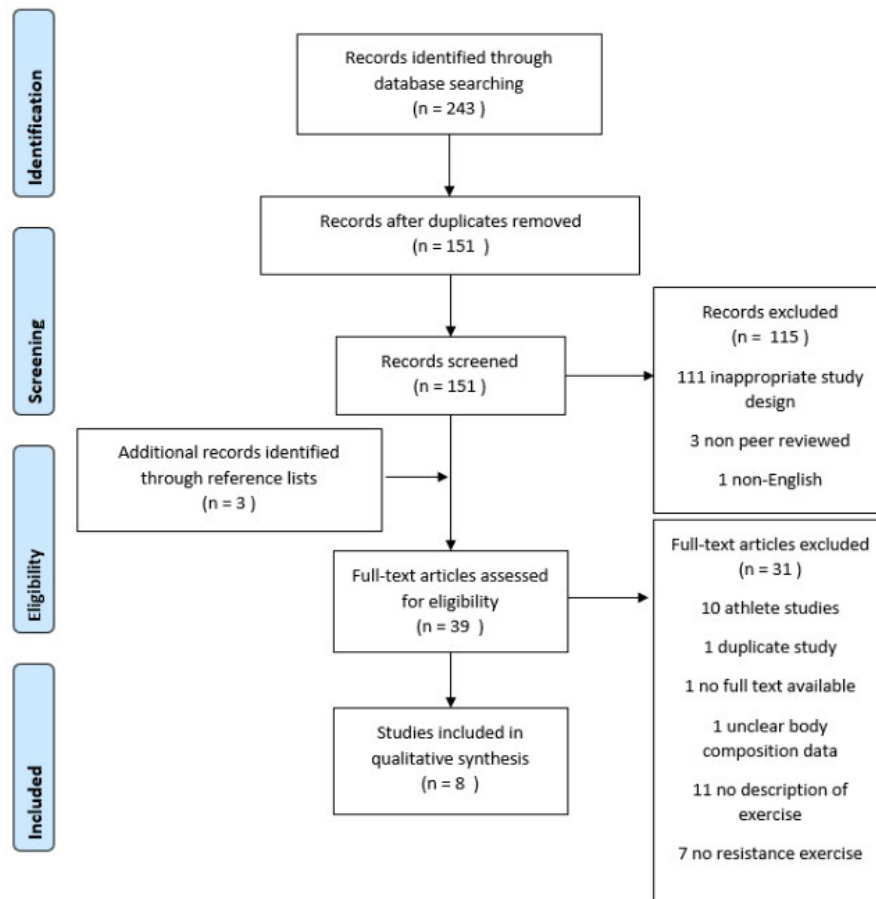 Identification
Records identified through
database searching
(n = 243 )
Records after duplicates removed
(n = 151 )
Screening
Records screened
(n = 151 )
Records excluded
(n = 115 )
111 inappropriate study
design
3 non peer reviewed
1 non-English
Additional records identified
through reference lists
(n = 3 )
Eligibility
Full-text articles assessed
for eligibility
(n = 39 )
Full-text articles excluded
(n = 31 )
10 athlete studies
1 duplicate study
1 no full text available
1 unclear body
composition data
11 no description of
exercise
7 no resistance exercise
Included
Studies included in
qualitative synthesis
(n = 8 )